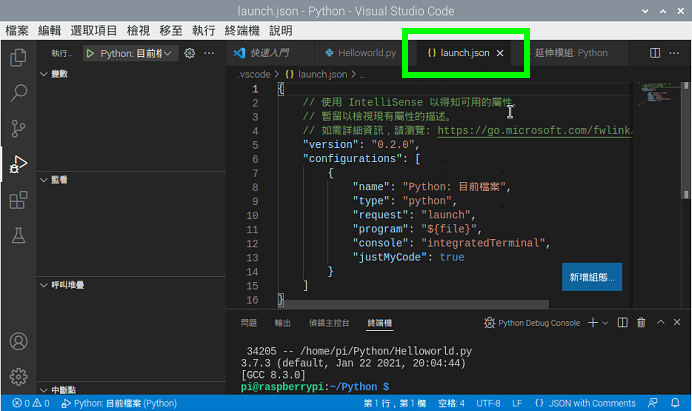 launch.json - Python - Visual Studio Code
檔案 編輯 選取項目 檢視 移至 執行 終端機 說明
執行... Python: 目前檔 快速入門 Helloworld.py {} launch.json 延伸模組: Python
變數
.vscode > {} launch.json > ...
1 {
2 // 使用 IntelliSense 以得知可用的屬性。
3 // 暫留以檢視現有屬性的描述。
4 // 如需詳細資訊，請瀏覽: https://go.microsoft.com/fwlink/
5 "version": "0.2.0",
6 "configurations": [
監看
7 {
8 "name": "Python: 目前檔案",
9 "type": "python",
10 "request": "launch",
11 "program": "${file}",
12 "console": "integratedTerminal",
13 "justMyCode": true
14 }
15 ]
16 }
新增組態...
呼叫堆疊
問題 輸出 偵錯主控台 終端機 Python Debug Console
34205 -- /home/pi/Python/Helloworld.py
3.7.3 (default, Jan 22 2021, 20:04:44)
[GCC 8.3.0]
pi@raspberrypi:~/Python $
中斷點
0 0 Python: 目前檔案 (Python) 第 1 行，第 1 欄 空格: 4 UTF-8 LF {} JSON with Comments